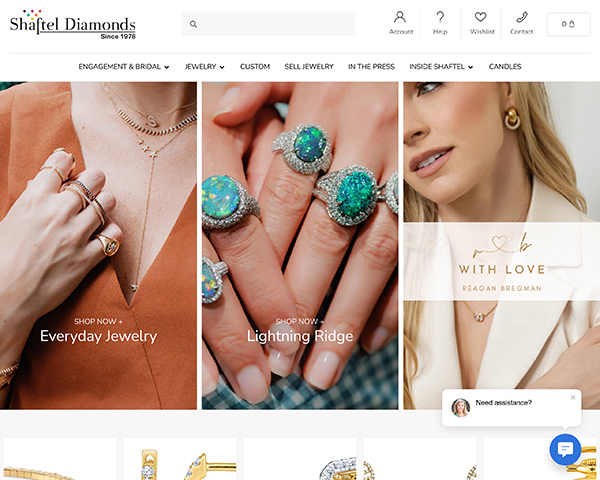 Shaftel Diamonds
Since 1978
Account
Help
Wishlist
Contact
0
ENGAGEMENT & BRIDAL
JEWELRY
CUSTOM
SELL JEWELRY
IN THE PRESS
INSIDE SHAFTEL
CANDLES
S
SHOP NOW +
Everyday Jewelry
SHOP NOW +
Lightning Ridge
r b
WITH LOVE
REAGAN BREGMAN
Need assistance?